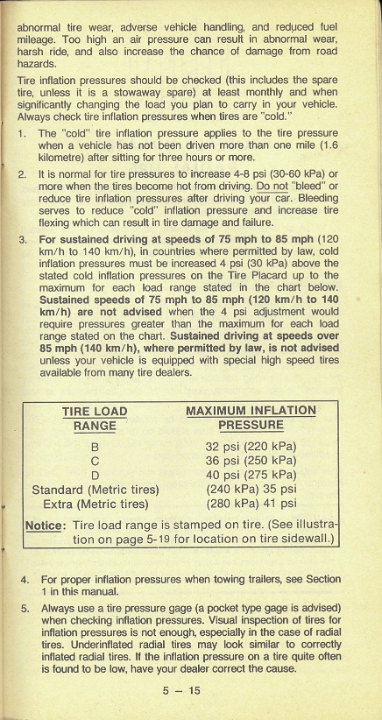 abnormal tire wear, adverse vehicle handling, and reduced fuel
mileage. Too high an air pressure can result in abnormal wear,
harsh ride, and also increase the chance of damage from road
hazards.
Tire inflation pressures should be checked (this includes the spare
tire, unless it is a stowaway spare) at least monthly and when
significantly changing the load you plan to carry in your vehicle.
Always check tire inflation pressures when tires are "cold."
1. The "cold" tire inflation pressure applies to the tire pressure
when a vehicle has not been driven more than one mile (1.6
kilometre) after sitting for three hours or more.
2. It is normal for tire pressures to increase 4-8 psi (30-60 kPa) or
more when the tires become hot from driving. Do not "bleed" or
reduce tire inflation pressures after driving your car. Bleeding
serves to reduce "cold" inflation pressure and increase tire
flexing which can result in tire damage and failure.
3. For sustained driving at speeds of 75 mph to 85 mph (120
km/h to 140 km/h), in countries where permitted by law, cold
inflation pressures must be increased 4 psi (30 kPa) above the
stated cold inflation pressures on the Tire Placard up to the
maximum for each load range stated in the chart below.
Sustained speeds of 75 mph to 85 mph (120 km/h to 140
km/h) are not advised when the 4 psi adjustment would
require pressures greater than the maximum for each load
range stated on the chart. Sustained driving at speeds over
85 mph (140 km/h), where permitted by law, is not advised
unless your vehicle is equipped with special high speed tires
available from many tire dealers.
TIRE LOAD MAXIMUM INFLATION
RANGE PRESSURE
B 32 psi (220 kPa)
C 36 psi (250 kPa)
D 40 psi (275 kPa)
Standard (Metric tires) (240 kPa) 35 psi
Extra (Metric tires) (280 kPa) 41 psi
Notice: Tire load range is stamped on tire. (See illustra-
tion on page 5-19 for location on tire sidewall.)
4. For proper inflation pressures when towing trailers, see Section
1 in this manual.
5. Always use a tire pressure gage (a pocket type gage is advised)
when checking inflation pressures. Visual inspection of tires for
inflation pressures is not enough, especially in the case of radial
tires. Underinflated radial tires may look similar to correctly
inflated radial tires. If the inflation pressure on a tire quite often
is found to be low, have your dealer correct the cause.
5 – 15